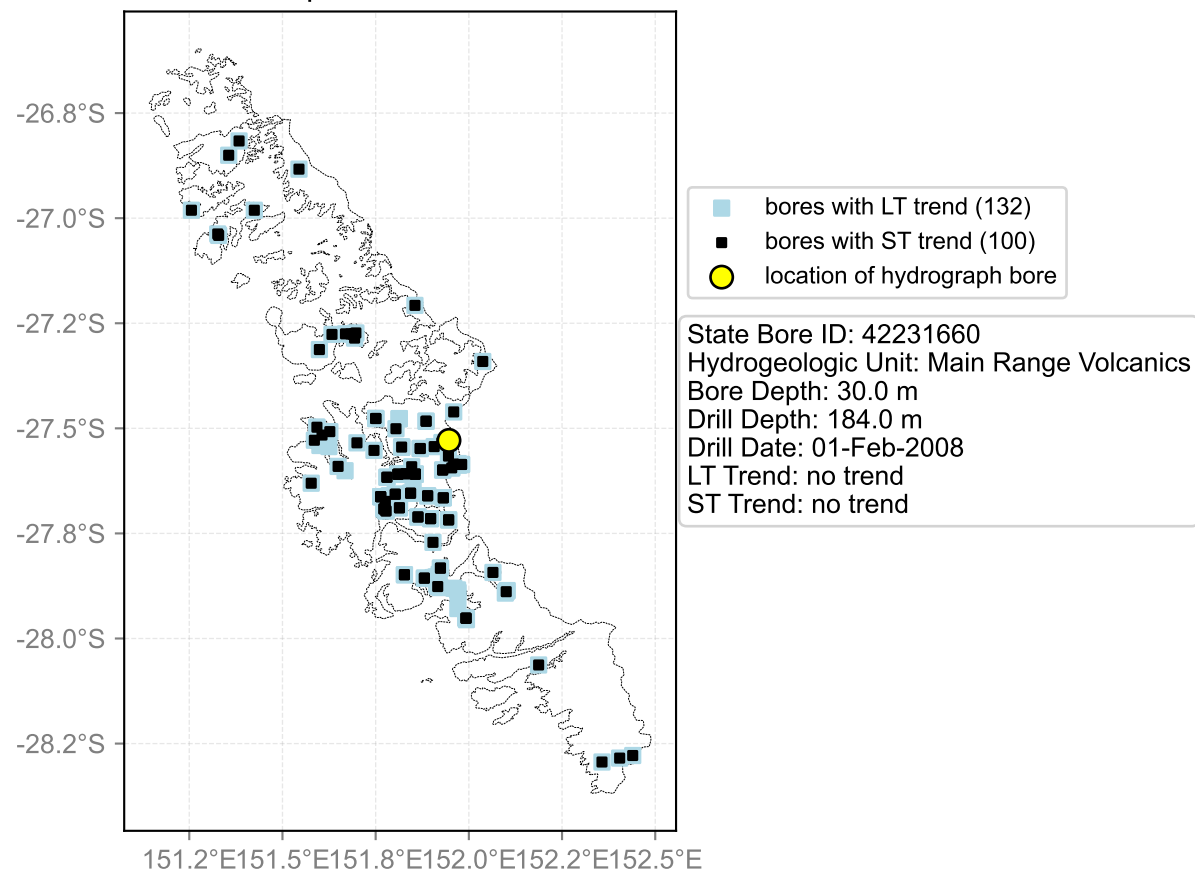 -26.8°S
-27.0°S
-27.2°S
-27.5°S
-27.8°S
-28.0°S
-28.2°S
151.2°E151.5°E151.8°E152.0°E152.2°E152.5°E
bores with LT trend (132)
bores with ST trend (100)
location of hydrograph bore
State Bore ID: 42231660
Hydrogeologic Unit: Main Range Volcanics
Bore Depth: 30.0 m
Drill Depth: 184.0 m
Drill Date: 01-Feb-2008
LT Trend: no trend
ST Trend: no trend